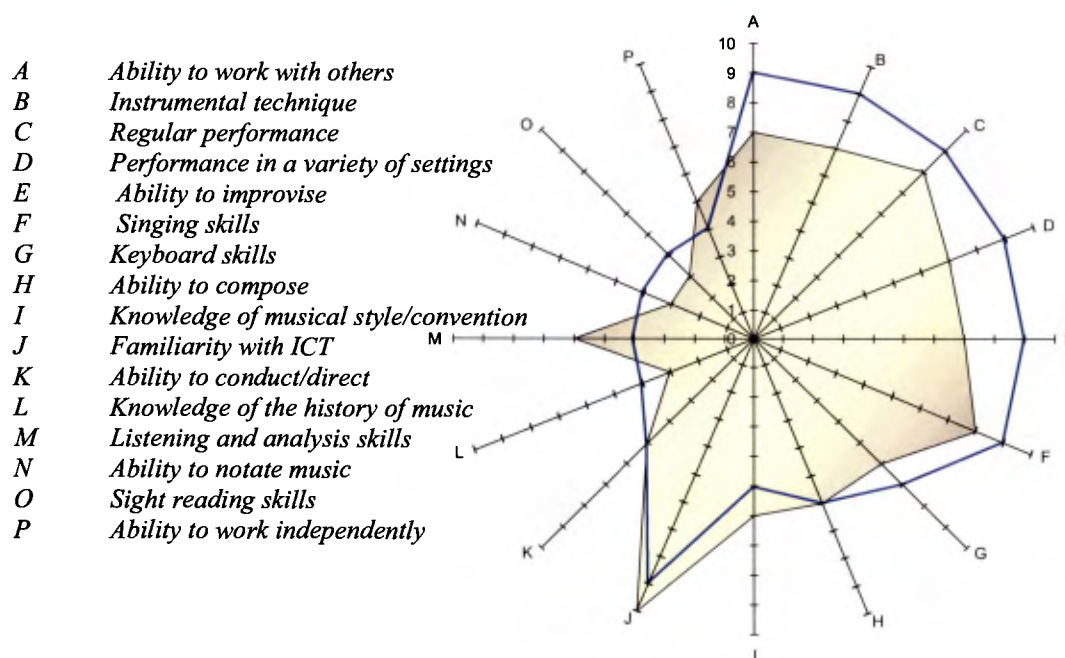 A Ability to work with others
B Instrumental technique
C Regular performance
D Performance in a variety of settings
E Ability to improvise
F Singing skills
G Keyboard skills
H Ability to compose
I Knowledge of musical style/convention
J Familiarity with ICT
K Ability to conduct/direct
L Knowledge of the history of music
M Listening and analysis skills
N Ability to notate music
O Sight reading skills
P Ability to work independently
A
10
9
8
7
6
5
4
3
2
1
0
B
C
D
F
G
H
J
K
L
M
N
O
P